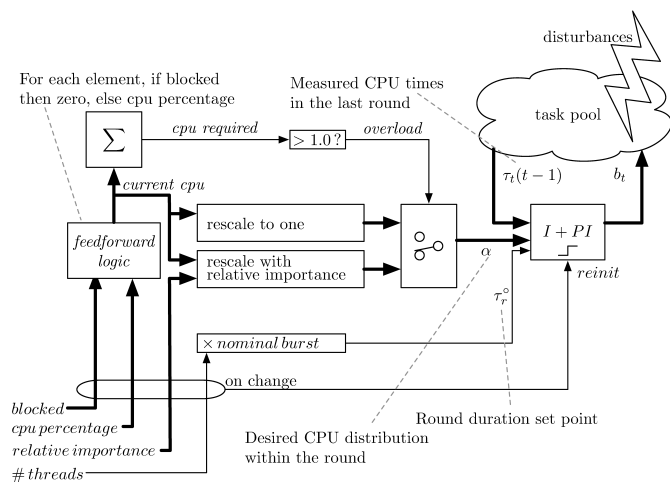 disturbances
For each element, if blocked
then zero, else cpu percentage
Measured CPU times
in the last round
task pool
∑
cpu required
> 1.0 ?
overload
τ_t(t − 1)
b_t
current cpu
feedforward
logic
rescale to one
rescale with
relative importance
I + PI
α
reinit
τ_r^∘
× nominal burst
on change
blocked
cpu percentage
relative importance
# threads
Round duration set point
Desired CPU distribution
within the round